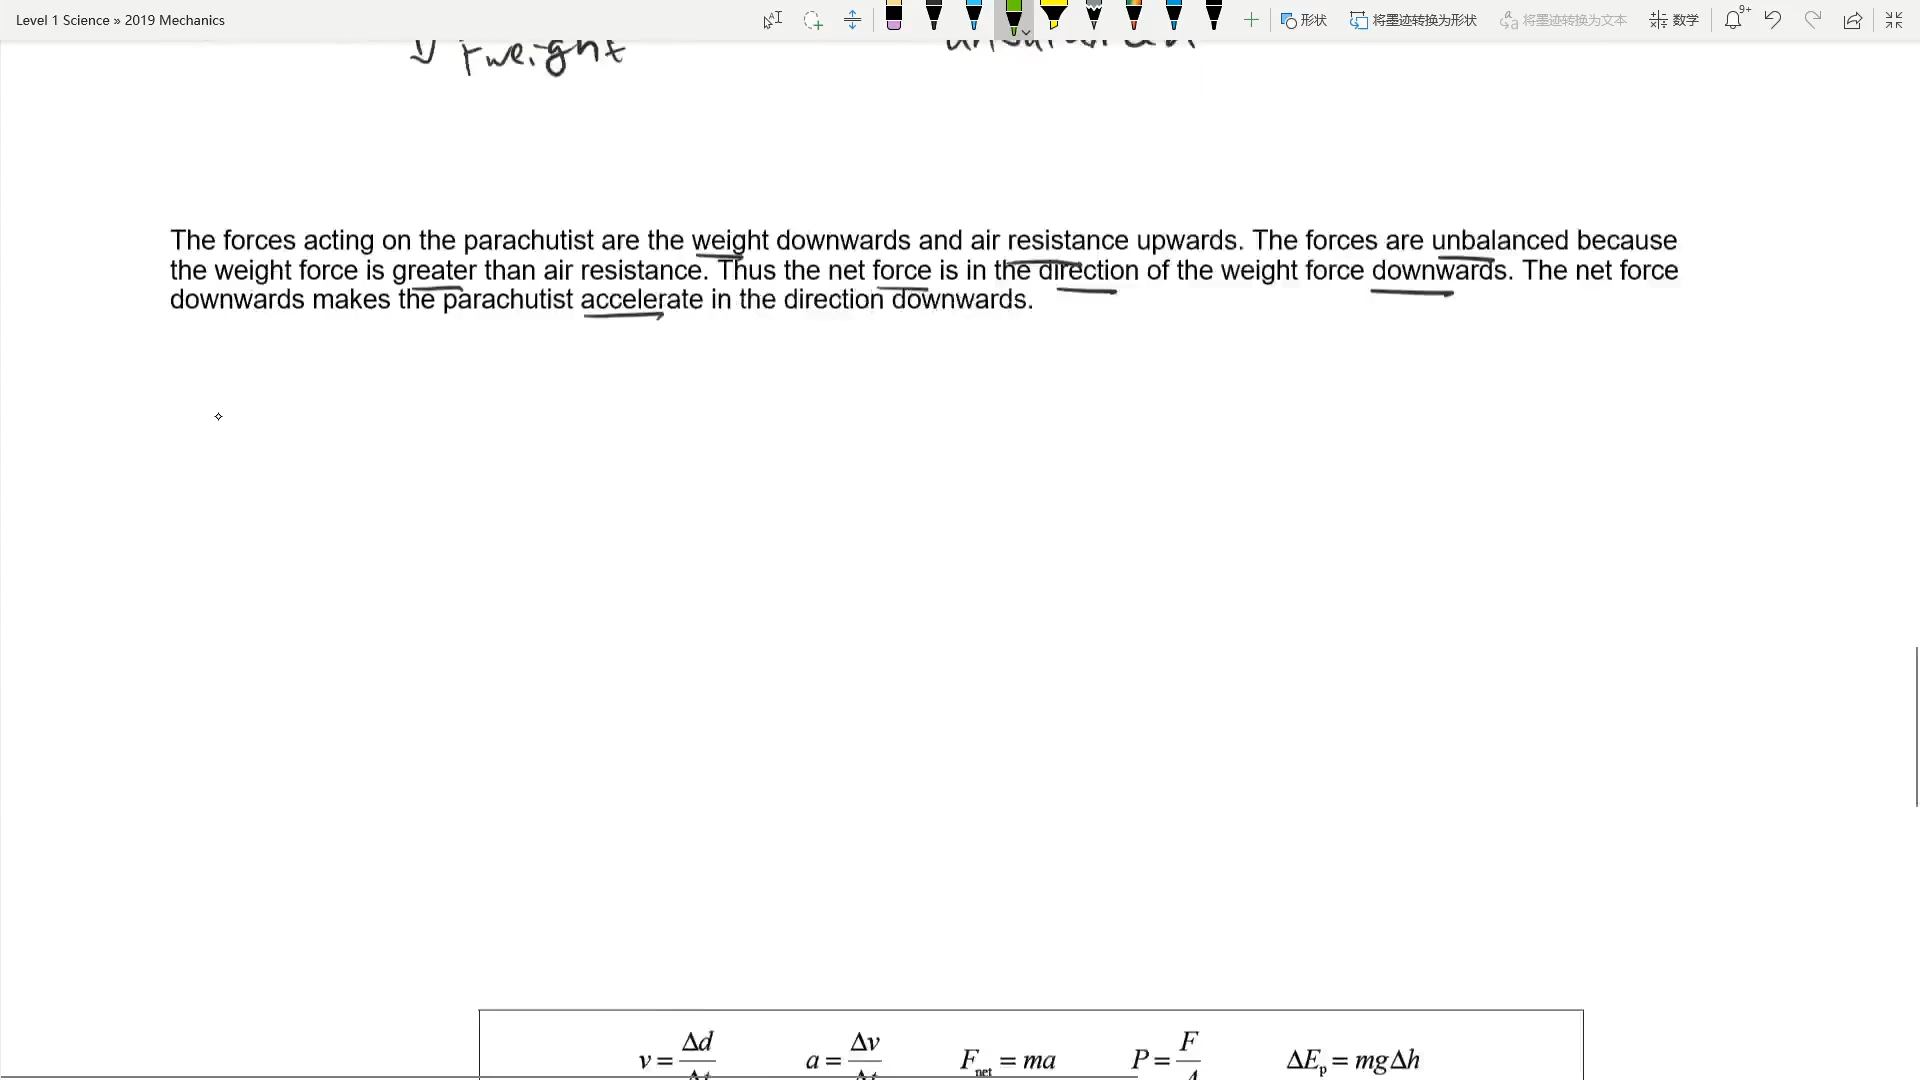 Level 1 Science » 2019 Mechanics
形状 将墨迹转换为形状 将墨迹转换为文本 数学 9+
↓ Fweight
The forces acting on the parachutist are the weight downwards and air resistance upwards. The forces are unbalanced because
the weight force is greater than air resistance. Thus the net force is in the direction of the weight force downwards. The net force
downwards makes the parachutist accelerate in the direction downwards.
v = Δd a = Δv F_net = ma P = F ΔE_p = mgΔh